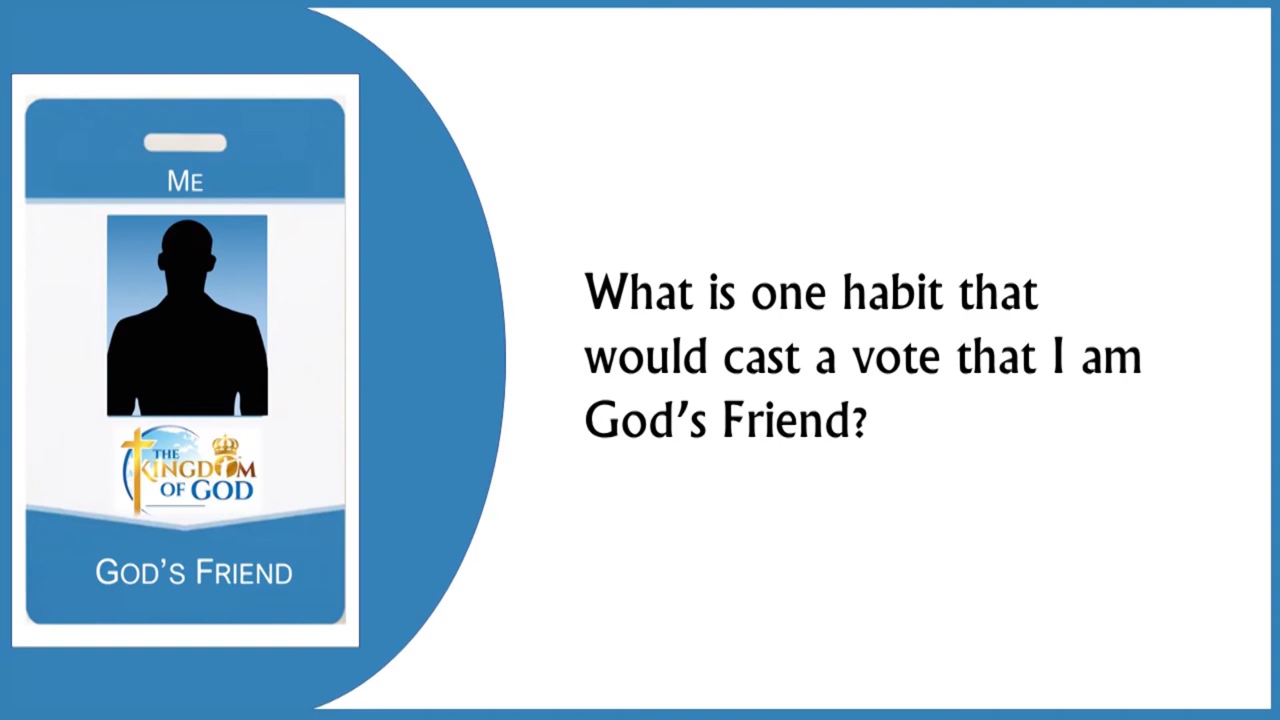 Me
THE
KINGDOM
OF GOD
God's Friend
What is one habit that
would cast a vote that I am
God's Friend?